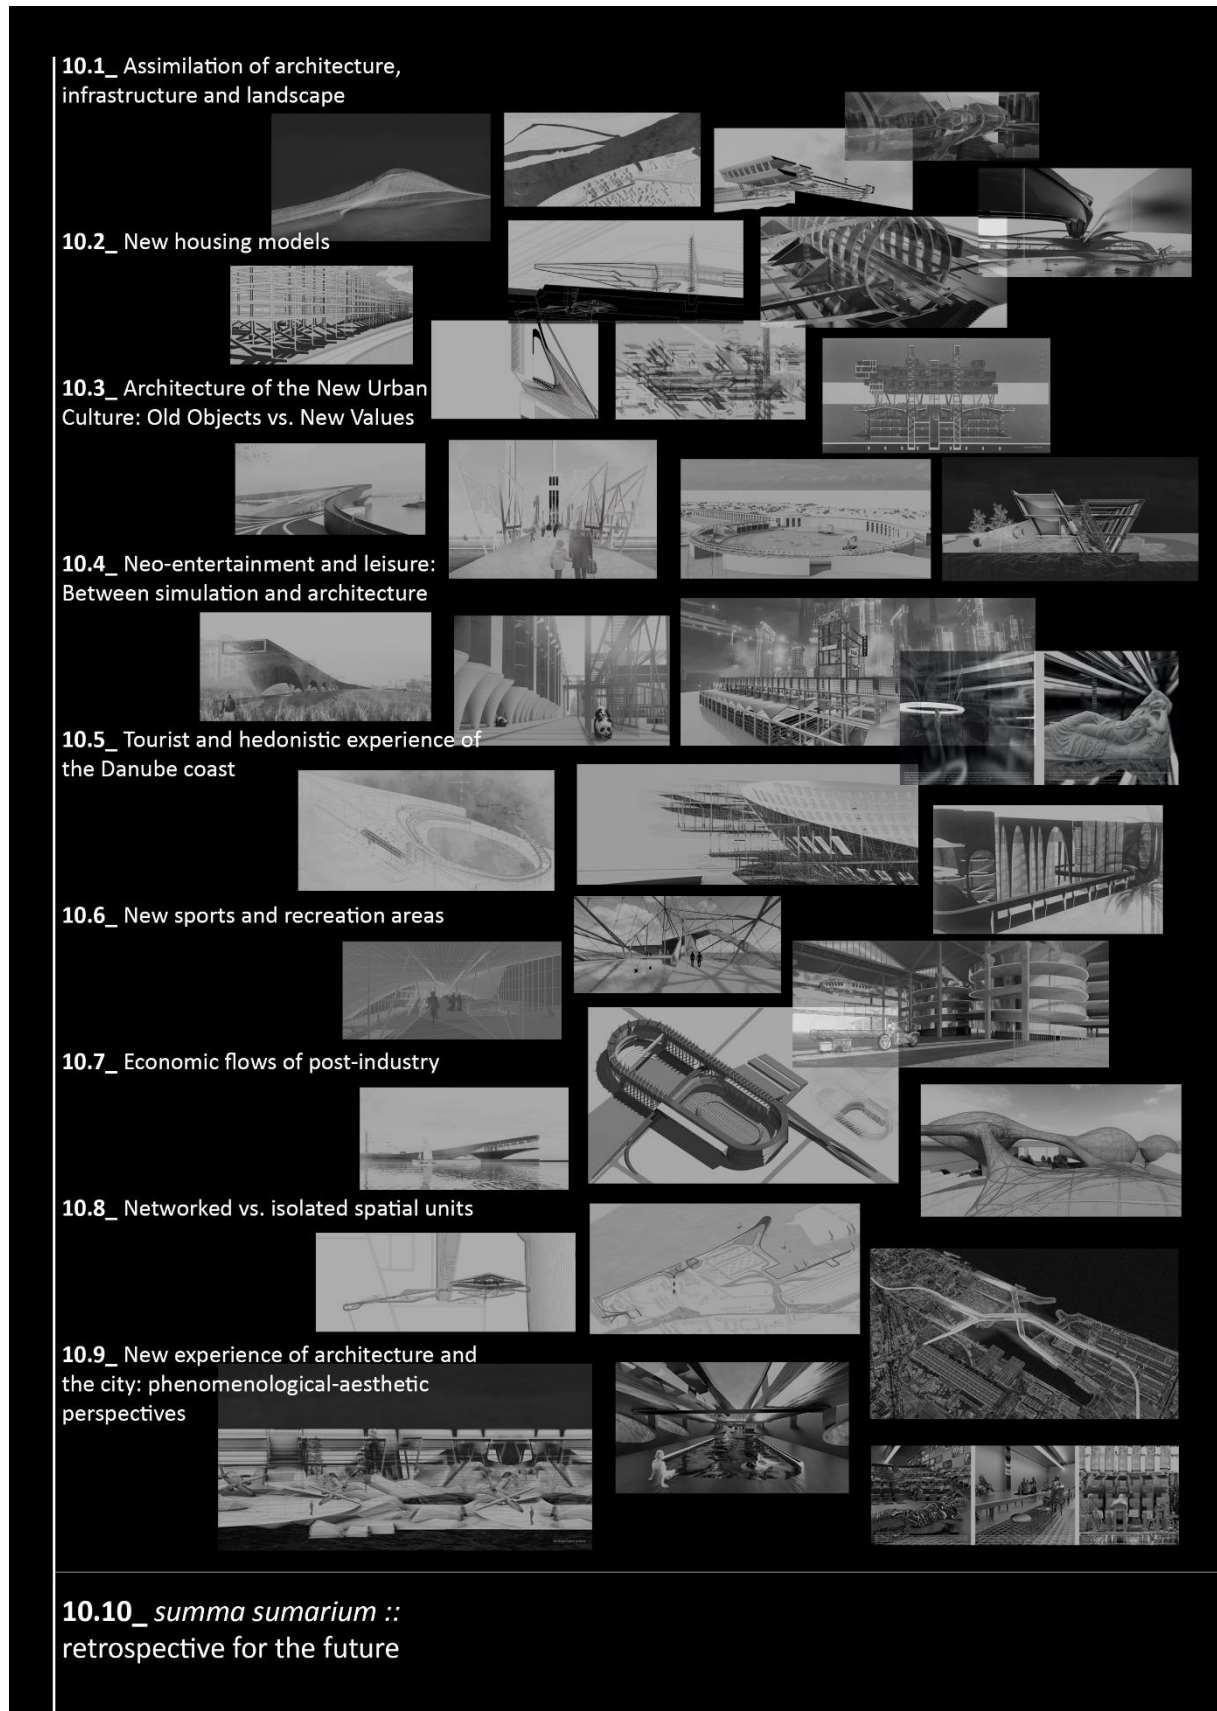 10.1_ Assimilation of architecture,
infrastructure and landscape
10.2_ New housing models
10.3_ Architecture of the New Urban
Culture: Old Objects vs. New Values
10.4_ Neo-entertainment and leisure:
Between simulation and architecture
10.5_ Tourist and hedonistic experience of
the Danube coast
10.6_ New sports and recreation areas
10.7_ Economic flows of post-industry
10.8_ Networked vs. isolated spatial units
10.9_ New experience of architecture and
the city: phenomenological-aesthetic
perspectives
10.10_ summa sumarium ::
retrospective for the future